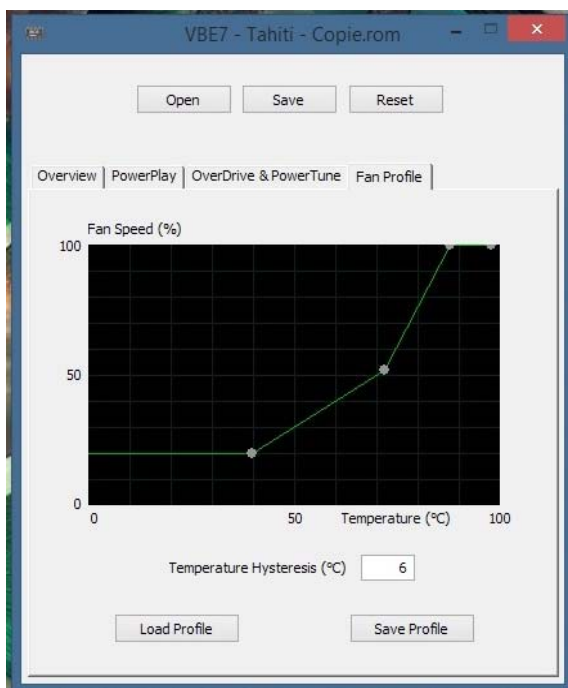 VBE7 - Tahiti - Copie.rom
Open Save Reset
Overview PowerPlay OverDrive & PowerTune Fan Profile
Fan Speed (%)
100
50
0
0 50 Temperature (°C) 100
Temperature Hysteresis (°C) 6
Load Profile Save Profile